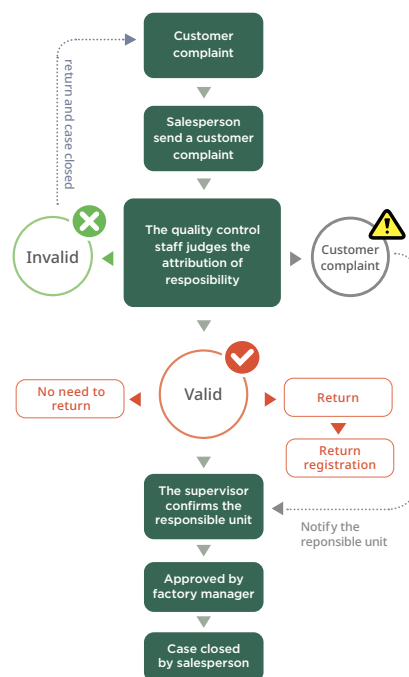 Customer
complaint
return and case closed
Salesperson
send a customer
complaint
The quality control
staff judges the
attribution of
resposibility
Invalid
Customer
complaint
Valid
No need to
return
Return
Return
registration
The supervisor
confirms the
responsible unit
Notify the
reponsible unit
Approved by
factory manager
Case closed
by salesperson